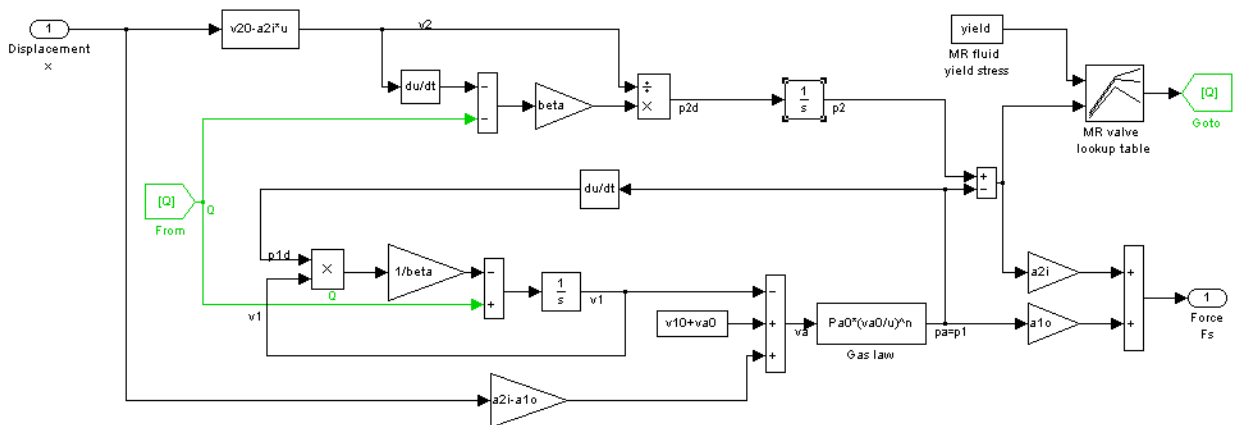 1
Displacement
x
v20-a2i*u
v2
yield
MR fluid
yield stress
du/dt
−
−
beta
÷
×
p2d
1
s
p2
MR valve
lookup table
[Q]
Goto
+
−
du/dt
[Q]
From
Q
p1d
×
Q
1/beta
−
+
1
s
v1
v1
v10+va0
−
+
+
va
Pa0*(va0/u)^n
Gas law
pa=p1
a2i
a1o
+
+
1
Force
Fs
a2i-a1o